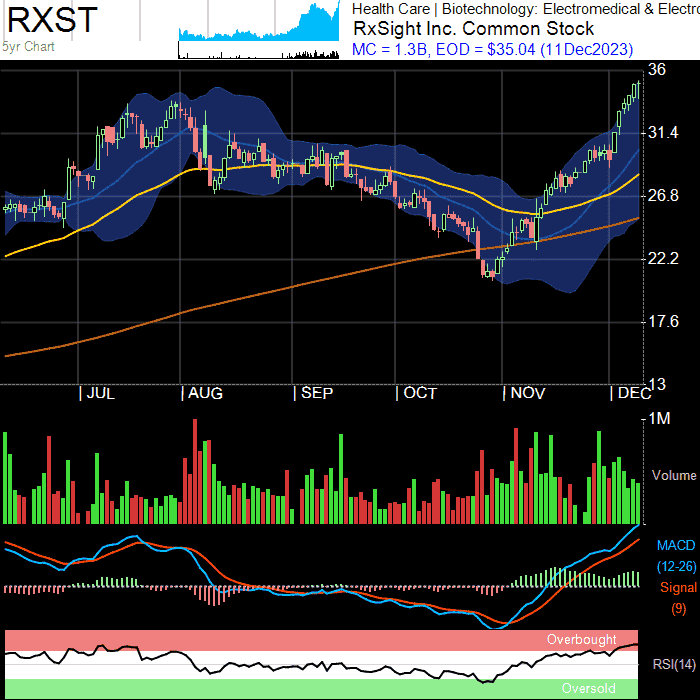 RXST
5yr Chart
Health Care | Biotechnology: Electromedical & Electro
RxSight Inc. Common Stock
MC = 1.3B, EOD = $35.04 (11Dec2023)
36
31.4
26.8
22.2
17.6
13
JUL
AUG
SEP
OCT
NOV
DEC
1M
Volume
MACD
(12-26)
Signal
(9)
Overbought
RSI(14)
Oversold